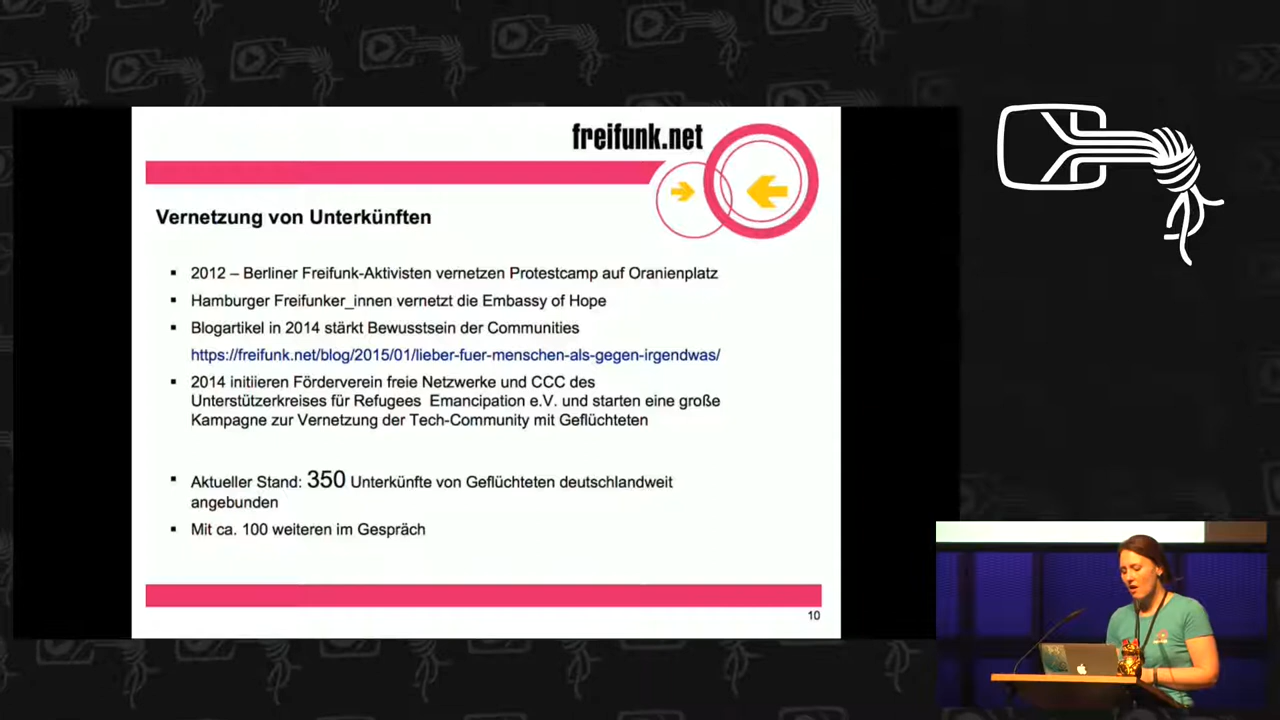 freifunk.net
Vernetzung von Unterkünften
▪ 2012 – Berliner Freifunk-Aktivisten vernetzen Protestcamp auf Oranienplatz
▪ Hamburger Freifunker_innen vernetzt die Embassy of Hope
▪ Blogartikel in 2014 stärkt Bewusstsein der Communities
https://freifunk.net/blog/2015/01/lieber-fuer-menschen-als-gegen-irgendwas/
▪ 2014 initiieren Förderverein freie Netzwerke und CCC des
Unterstützerkreises für Refugees Emancipation e.V. und starten eine große
Kampagne zur Vernetzung der Tech-Community mit Geflüchteten
▪ Aktueller Stand: 350 Unterkünfte von Geflüchteten deutschlandweit
angebunden
▪ Mit ca. 100 weiteren im Gespräch
10